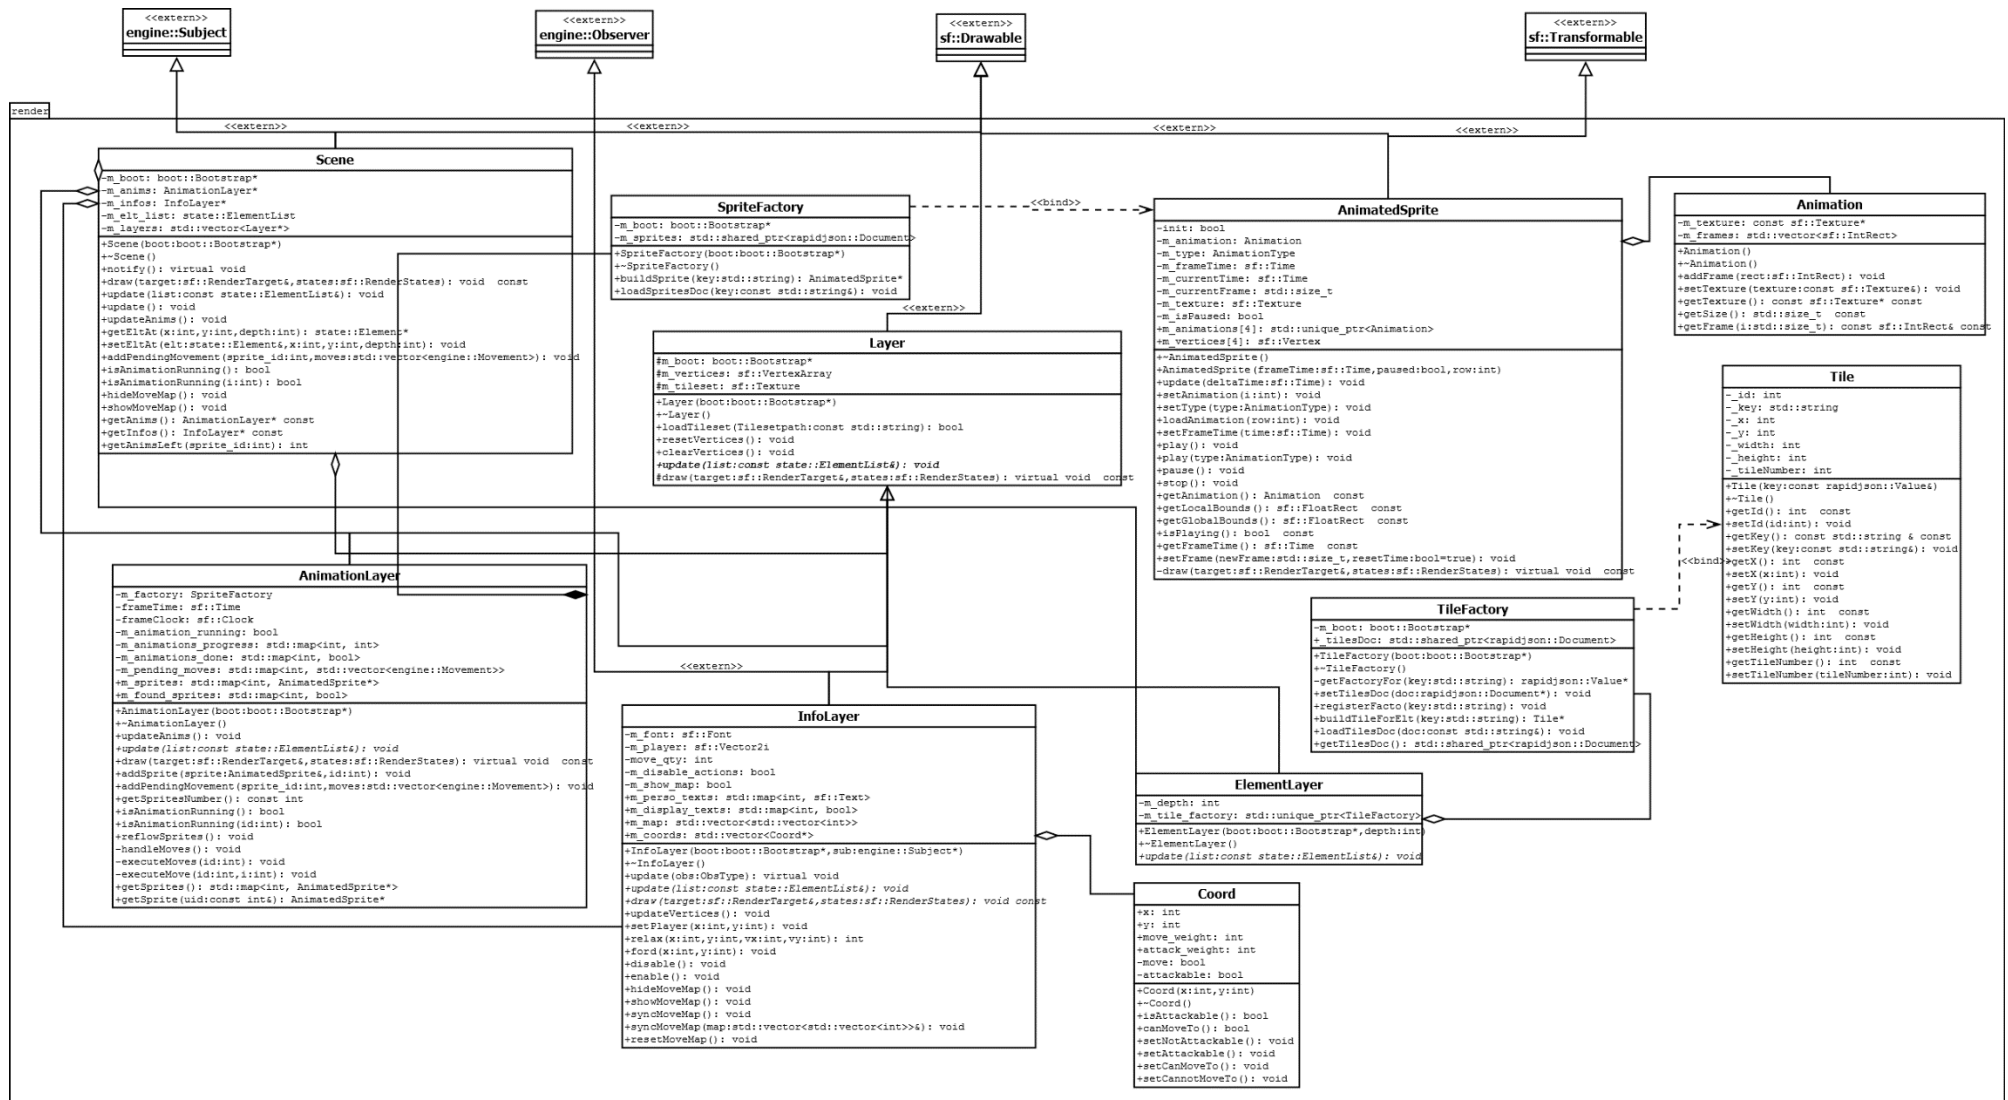 <<extern>>
engine::Subject
<<extern>>
engine::Observer
<<extern>>
sf::Drawable
<<extern>>
sf::Transformable
render
<<extern>>
<<extern>>
<<extern>>
<<extern>>
Scene
-m_boot: boot::Bootstrap*
-m_anims: AnimationLayer*
-m_infos: InfoLayer*
-m_elt_list: state::ElementList
-m_layers: std::vector<Layer*>
+Scene(boot:boot::Bootstrap*)
+~Scene()
+notify(): virtual void
+draw(target:sf::RenderTarget&,states:sf::RenderStates): void  const
+update(list:const state::ElementList&): void
+update(): void
+updateAnims(): void
+getEltAt(x:int,y:int,depth:int): state::Element*
+setEltAt(elt:state::Element&,x:int,y:int,depth:int): void
+addPendingMovement(sprite_id:int,moves:std::vector<engine::Movement>): void
+isAnimationRunning(): bool
+isAnimationRunning(i:int): bool
+hideMoveMap(): void
+showMoveMap(): void
+getAnims(): AnimationLayer* const
+getInfos(): InfoLayer* const
+getAnimsLeft(sprite_id:int): int
SpriteFactory
-m_boot: boot::Bootstrap*
-m_sprites: std::shared_ptr<rapidjson::Document>
+SpriteFactory(boot:boot::Bootstrap*)
+~SpriteFactory()
+buildSprite(key:std::string): AnimatedSprite*
+loadSpritesDoc(key:const std::string&): void
<<bind>>
<<extern>>
Layer
#m_boot: boot::Bootstrap*
#m_vertices: sf::VertexArray
#m_tileset: sf::Texture
+Layer(boot:boot::Bootstrap*)
+~Layer()
+loadTileset(Tilesetpath:const std::string): bool
+resetVertices(): void
+clearVertices(): void
+update(list:const state::ElementList&): void
#draw(target:sf::RenderTarget&,states:sf::RenderStates): virtual void  const
AnimatedSprite
-init: bool
-m_animation: Animation
-m_type: AnimationType
-m_frameTime: sf::Time
-m_currentTime: sf::Time
-m_currentFrame: std::size_t
-m_texture: sf::Texture
-m_isPaused: bool
+m_animations[4]: std::unique_ptr<Animation>
+m_vertices[4]: sf::Vertex
+~AnimatedSprite()
+AnimatedSprite(frameTime:sf::Time,paused:bool,row:int)
+update(deltaTime:sf::Time): void
+setAnimation(i:int): void
+setType(type:AnimationType): void
+loadAnimation(row:int): void
+setFrameTime(time:sf::Time): void
+play(): void
+play(type:AnimationType): void
+pause(): void
+stop(): void
+getAnimation(): Animation  const
+getLocalBounds(): sf::FloatRect  const
+getGlobalBounds(): sf::FloatRect  const
+isPlaying(): bool  const
+getFrameTime(): sf::Time  const
+setFrame(newFrame:std::size_t,resetTime:bool=true): void
-draw(target:sf::RenderTarget&,states:sf::RenderStates): virtual void  const
Animation
-m_texture: const sf::Texture*
-m_frames: std::vector<sf::IntRect>
+Animation()
+~Animation()
+addFrame(rect:sf::IntRect): void
+setTexture(texture:const sf::Texture&): void
+getTexture(): const sf::Texture* const
+getSize(): std::size_t  const
+getFrame(i:std::size_t): const sf::IntRect& const
Tile
-_id: int
-_key: std::string
-_x: int
-_y: int
-_width: int
-_height: int
-_tileNumber: int
+Tile(key:const rapidjson::Value&)
+~Tile()
+getId(): int  const
+setId(id:int): void
+getKey(): const std::string & const
+setKey(key:const std::string&): void
+getX(): int  const
+setX(x:int): void
+getY(): int  const
+setY(y:int): void
+getWidth(): int  const
+setWidth(width:int): void
+getHeight(): int  const
+setHeight(height:int): void
+getTileNumber(): int  const
+setTileNumber(tileNumber:int): void
<<bind>>
TileFactory
-m_boot: boot::Bootstrap*
+_tilesDoc: std::shared_ptr<rapidjson::Document>
+TileFactory(boot:boot::Bootstrap*)
+~TileFactory()
-getFactoryFor(key:std::string): rapidjson::Value*
+setTilesDoc(doc:rapidjson::Document*): void
+registerFacto(key:std::string): void
+buildTileForElt(key:std::string): Tile*
+loadTilesDoc(doc:const std::string&): void
+getTilesDoc(): std::shared_ptr<rapidjson::Document>
AnimationLayer
-m_factory: SpriteFactory
-frameTime: sf::Time
-frameClock: sf::Clock
-m_animation_running: bool
-m_animations_progress: std::map<int, int>
-m_animations_done: std::map<int, bool>
-m_pending_moves: std::map<int, std::vector<engine::Movement>>
+m_sprites: std::map<int, AnimatedSprite*>
+m_found_sprites: std::map<int, bool>
+AnimationLayer(boot:boot::Bootstrap*)
+~AnimationLayer()
+updateAnims(): void
+update(list:const state::ElementList&): void
+draw(target:sf::RenderTarget&,states:sf::RenderStates): virtual void  const
+addSprite(sprite:AnimatedSprite&,id:int): void
+addPendingMovement(sprite_id:int,moves:std::vector<engine::Movement>): void
+getSpritesNumber(): const int
+isAnimationRunning(): bool
+isAnimationRunning(id:int): bool
+reflowSprites(): void
-handleMoves(): void
-executeMoves(id:int): void
-executeMove(id:int,i:int): void
+getSprites(): std::map<int, AnimatedSprite*>
+getSprite(uid:const int&): AnimatedSprite*
<<extern>>
InfoLayer
-m_font: sf::Font
-m_player: sf::Vector2i
-move_qty: int
-m_disable_actions: bool
-m_show_map: bool
+m_perso_texts: std::map<int, sf::Text>
+m_display_texts: std::map<int, bool>
-m_map: std::vector<std::vector<int>>
-m_coords: std::vector<Coord*>
+InfoLayer(boot:boot::Bootstrap*,sub:engine::Subject*)
+~InfoLayer()
+update(obs:ObsType): virtual void
+update(list:const state::ElementList&): void
+draw(target:sf::RenderTarget&,states:sf::RenderStates): void const
+updateVertices(): void
+setPlayer(x:int,y:int): void
+relax(x:int,y:int,vx:int,vy:int): int
+ford(x:int,y:int): void
+disable(): void
+enable(): void
+hideMoveMap(): void
+showMoveMap(): void
+syncMoveMap(): void
+syncMoveMap(map:std::vector<std::vector<int>>&): void
+resetMoveMap(): void
ElementLayer
-m_depth: int
-m_tile_factory: std::unique_ptr<TileFactory>
+ElementLayer(boot:boot::Bootstrap*,depth:int)
+~ElementLayer()
+update(list:const state::ElementList&): void
Coord
+x: int
+y: int
+move_weight: int
+attack_weight: int
-move: bool
-attackable: bool
+Coord(x:int,y:int)
+~Coord()
+isAttackable(): bool
+canMoveTo(): bool
+setNotAttackable(): void
+setAttackable(): void
+setCanMoveTo(): void
+setCannotMoveTo(): void